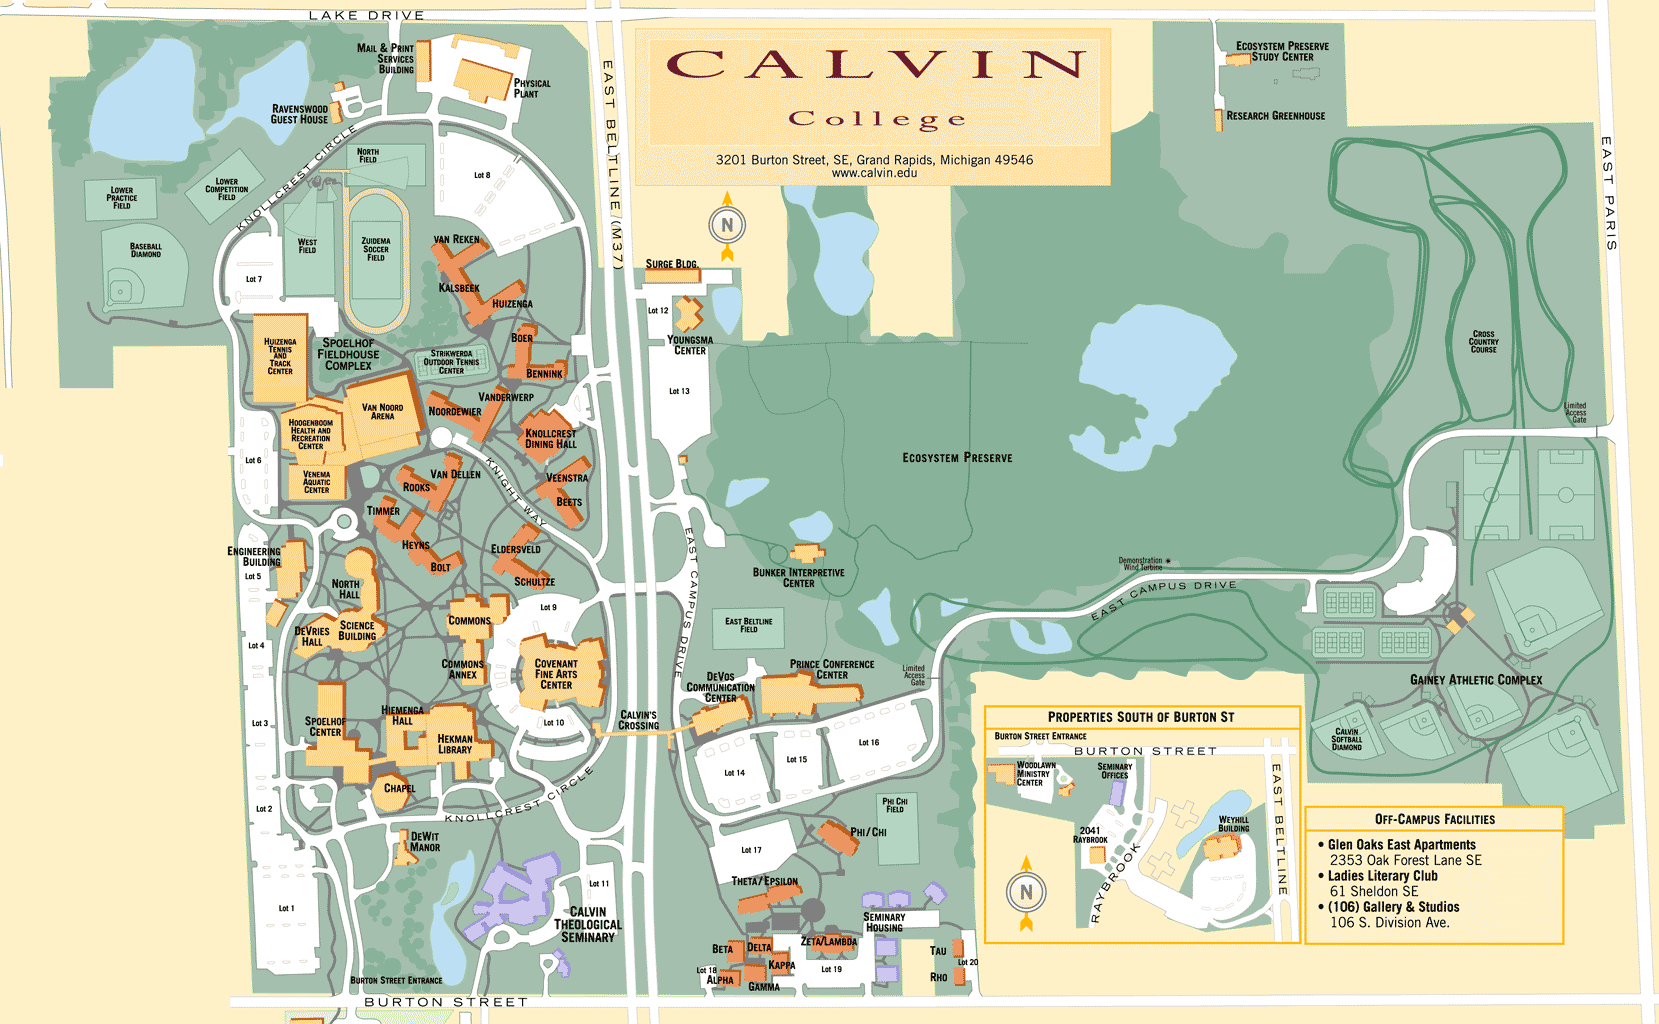 LAKE DRIVE
MAIL & PRINT
SERVICES
BUILDING
PHYSICAL
PLANT
RAVENSWOOD
GUEST HOUSE
KNOLLCREST CIRCLE
NORTH
FIELD
Lot 8
LOWER
PRACTICE
FIELD
LOWER
COMPETITION
FIELD
BASEBALL
DIAMOND
WEST
FIELD
ZUIDEMA
SOCCER
FIELD
Lot 7
VAN REKEN
KALSBEEK
HUIZENGA
BOER
BENNINK
HUIZENGA
TENNIS
AND
TRACK
CENTER
SPOELHOF
FIELDHOUSE
COMPLEX
STRIKWERDA
OUTDOOR TENNIS
CENTER
VAN NOORD
ARENA
NOORDEWIER
VANDERWERP
KNOLLCREST
DINING HALL
HOOGENBOOM
HEALTH AND
RECREATION
CENTER
Lot 6
VENEMA
AQUATIC
CENTER
VAN DELLEN
ROOKS
KNIGHT WAY
VEENSTRA
BEETS
TIMMER
HEYNS
BOLT
ELDERSVELD
SCHULTZE
ENGINEERING
BUILDING
Lot 5
NORTH
HALL
SCIENCE
BUILDING
DEVRIES
HALL
Lot 4
COMMONS
COMMONS
ANNEX
Lot 9
COVENANT
FINE ARTS
CENTER
Lot 10
Lot 3
SPOELHOF
CENTER
HIEMENGA
HALL
HEKMAN
LIBRARY
CHAPEL
CALVIN'S
CROSSING
KNOLLCREST CIRCLE
Lot 2
DEWIT
MANOR
Lot 1
Lot 11
CALVIN
THEOLOGICAL
SEMINARY
BURTON STREET ENTRANCE
BURTON STREET
EAST BELTLINE (M37)
CALVIN
College
3201 Burton Street, SE, Grand Rapids, Michigan 49546
www.calvin.edu
N
SURGE BLDG.
Lot 12
YOUNGSMA
CENTER
Lot 13
ECOSYSTEM PRESERVE
STUDY CENTER
RESEARCH GREENHOUSE
EAST PARIS
CROSS
COUNTRY
COURSE
Limited
Access
Gate
ECOSYSTEM PRESERVE
BUNKER INTERPRETIVE
CENTER
Demonstration
Wind Turbine
EAST CAMPUS DRIVE
EAST CAMPUS DRIVE
EAST BELTLINE
FIELD
PRINCE CONFERENCE
CENTER
DEVOS
COMMUNICATION
CENTER
Limited
Access
Gate
Lot 14
Lot 15
Lot 16
PHI CHI
FIELD
PHI/CHI
Lot 17
THETA/EPSILON
SEMINARY
HOUSING
BETA
DELTA
ZETA/LAMBDA
KAPPA
Lot 18
ALPHA
GAMMA
Lot 19
TAU
Lot 20
RHO
GAINEY ATHLETIC COMPLEX
CALVIN
SOFTBALL
DIAMOND
PROPERTIES SOUTH OF BURTON ST
BURTON STREET ENTRANCE
BURTON STREET
WOODLAWN
MINISTRY
CENTER
SEMINARY
OFFICES
2041
RAYBROOK
RAYBROOK
WEYHILL
BUILDING
EAST BELTLINE
N
OFF-CAMPUS FACILITIES
• Glen Oaks East Apartments
2353 Oak Forest Lane SE
• Ladies Literary Club
61 Sheldon SE
• (106) Gallery & Studios
106 S. Division Ave.